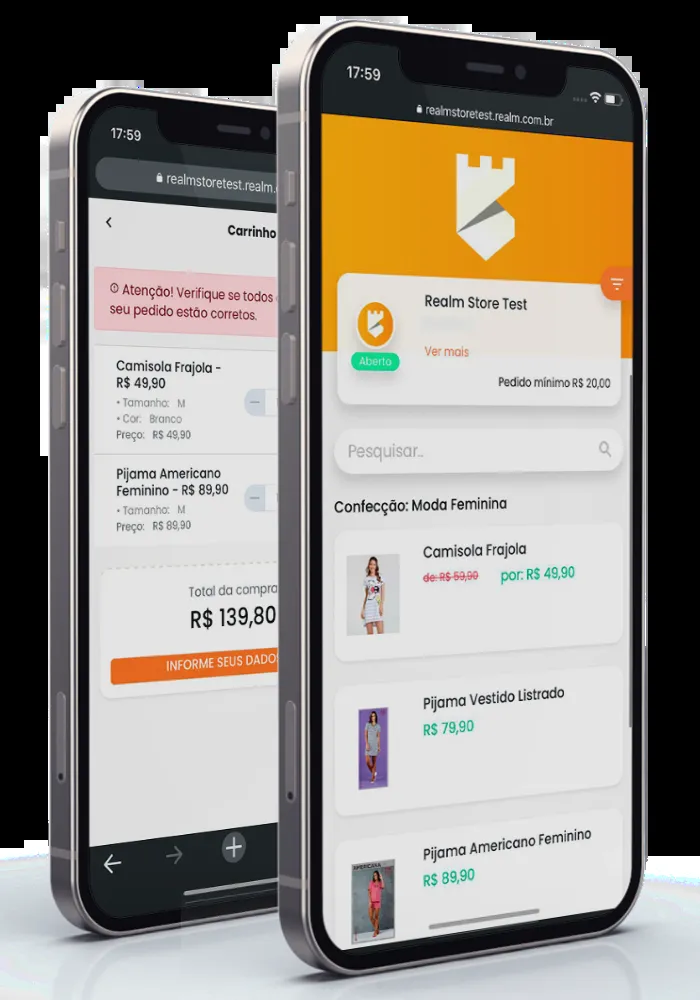 17:59
realmstoretest.realm.
Carrinho
Atenção! Verifique se todos
seu pedido estão corretos.
Camisola Frajola -
R$ 49,90
• Tamanho: M
• Cor: Branco
Preço: R$ 49,90
Pijama Americano
Feminino - R$ 89,90
• Tamanho: M
Preço: R$ 89,90
Total da compra
R$ 139,80
INFORME SEUS DADOS
17:59
realmstoretest.realm.com.br
Realm Store Test
Aberto
Ver mais
Pedido mínimo R$ 20,00
Pesquisar..
Confecção: Moda Feminina
Camisola Frajola
de: R$ 59,90 por: R$ 49,90
Pijama Vestido Listrado
R$ 79,90
Pijama Americano Feminino
AMERICANA
R$ 89,90